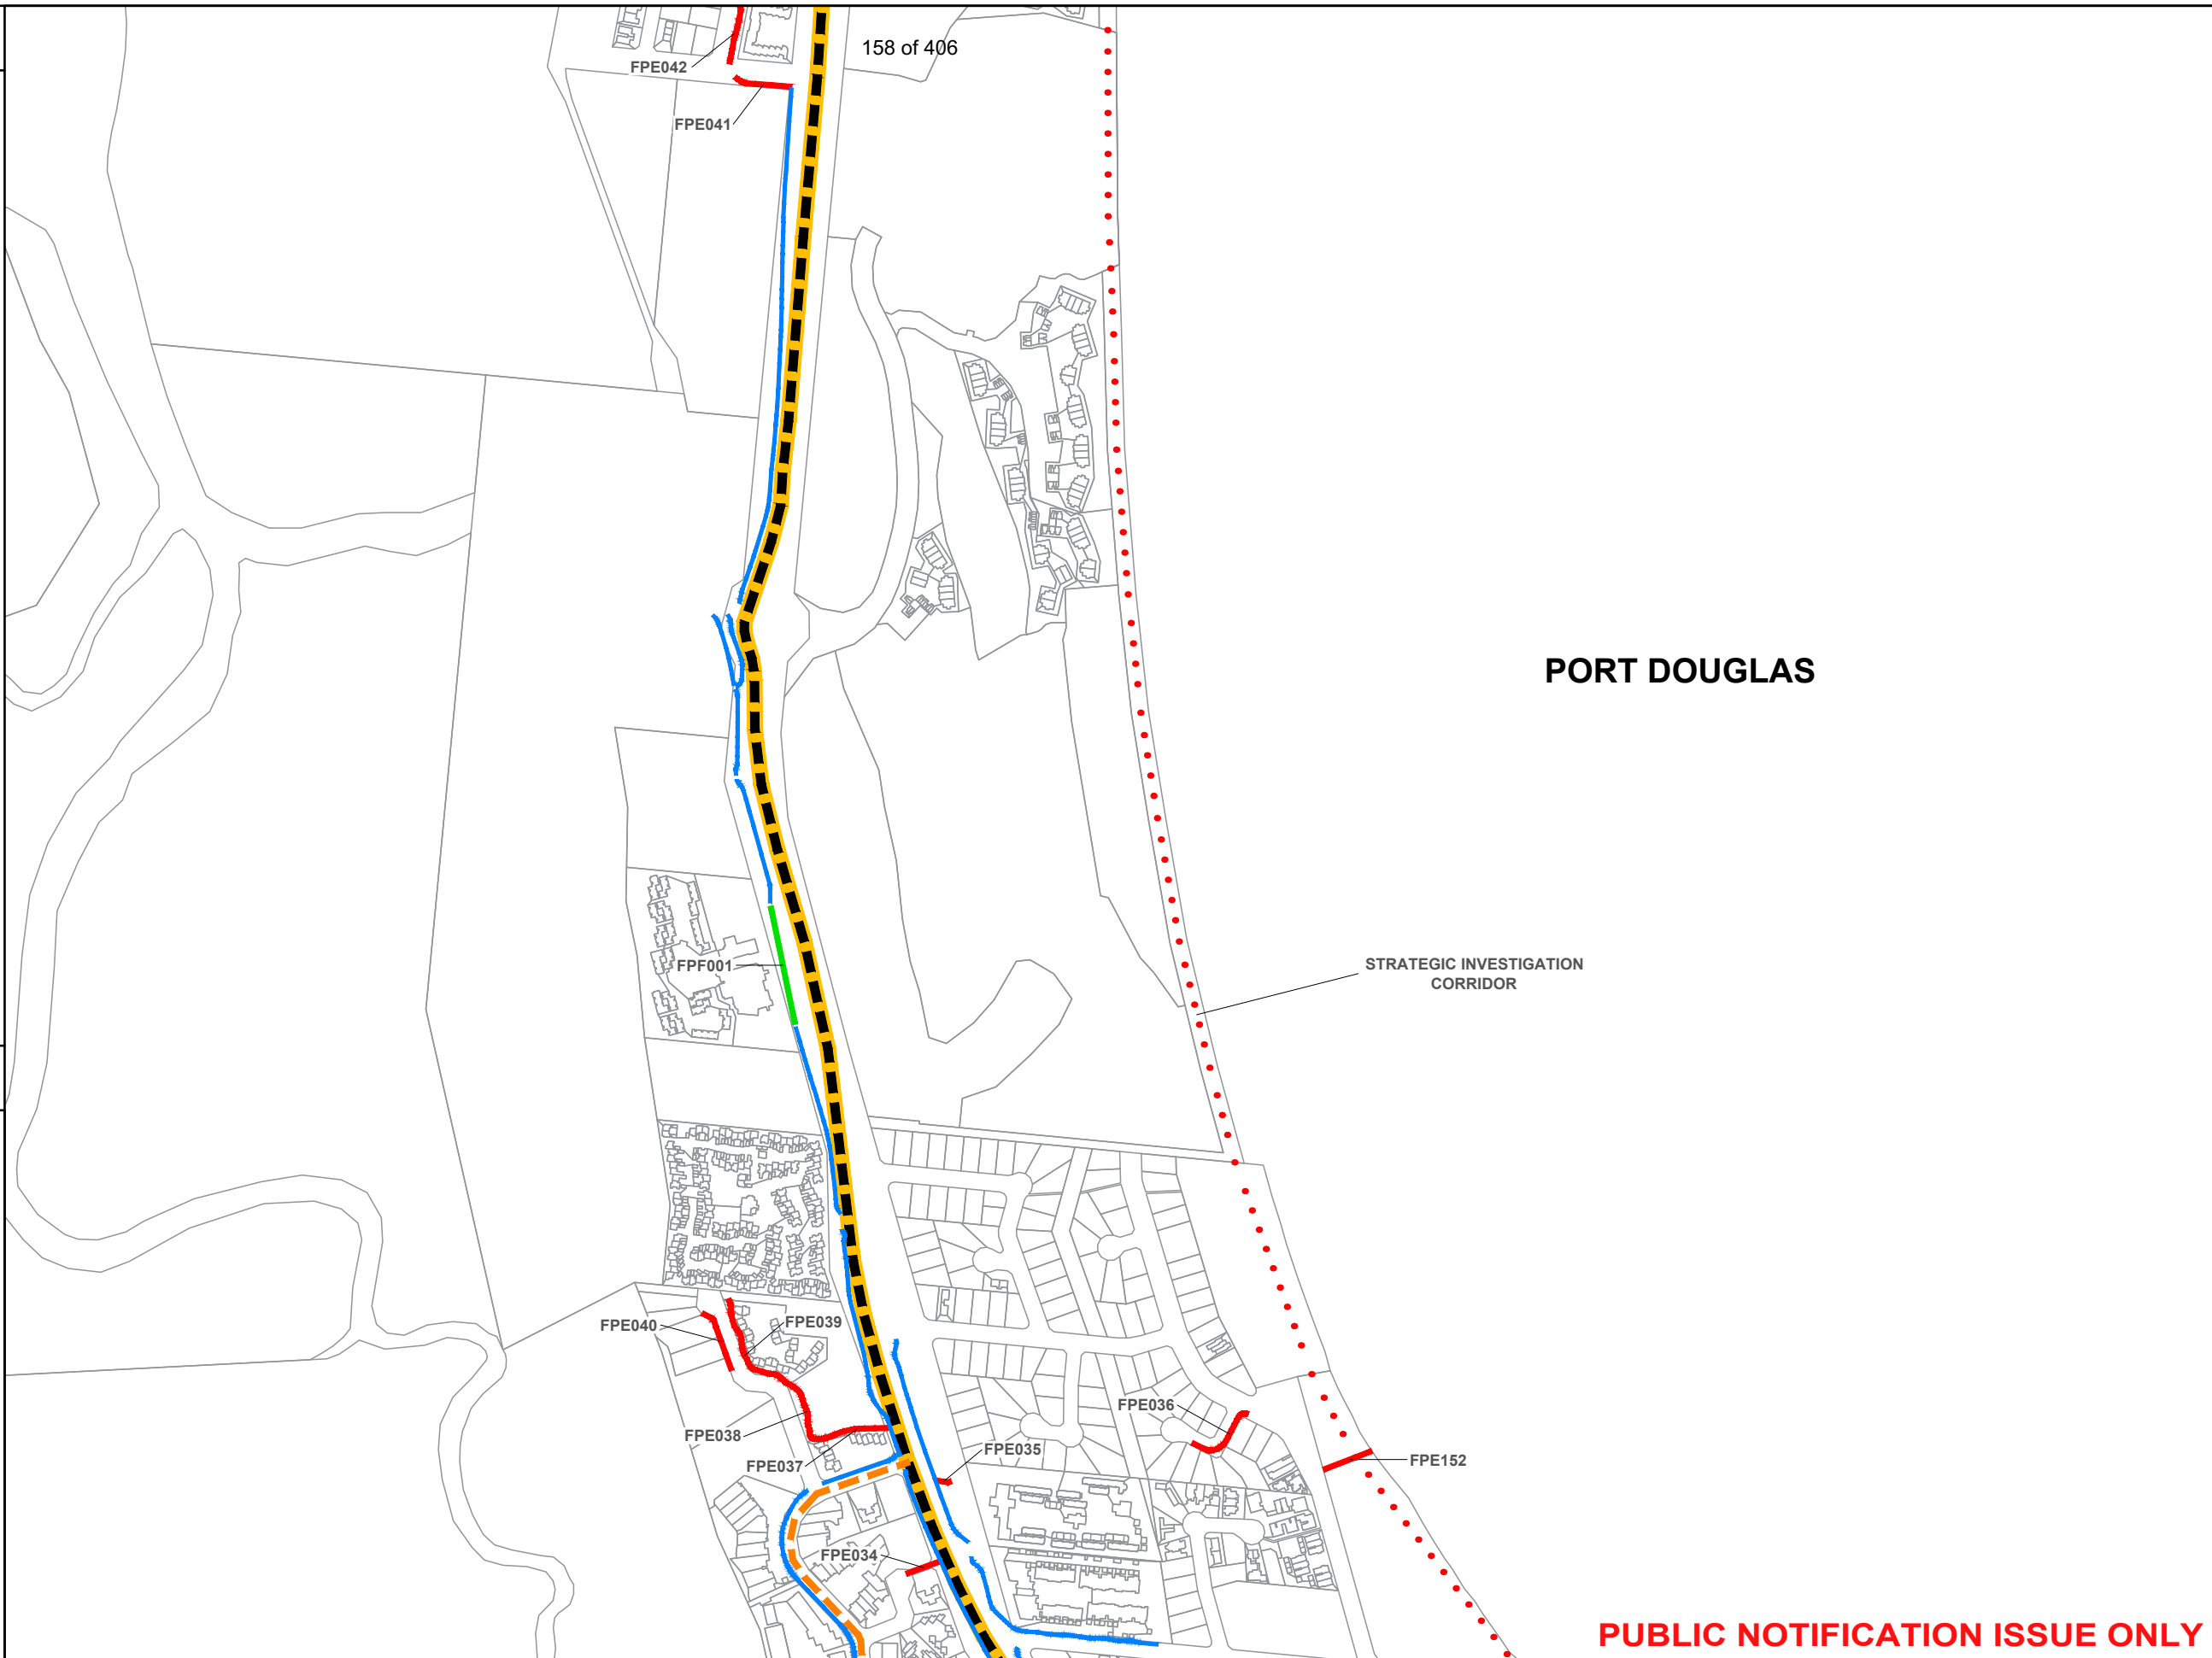 158 of 406
FPE042
FPE041
PORT DOUGLAS
FPF001
STRATEGIC INVESTIGATION
CORRIDOR
FPE040
FPE039
FPE036
FPE038
FPE035
FPE037
FPE152
FPE034
PUBLIC NOTIFICATION ISSUE ONLY